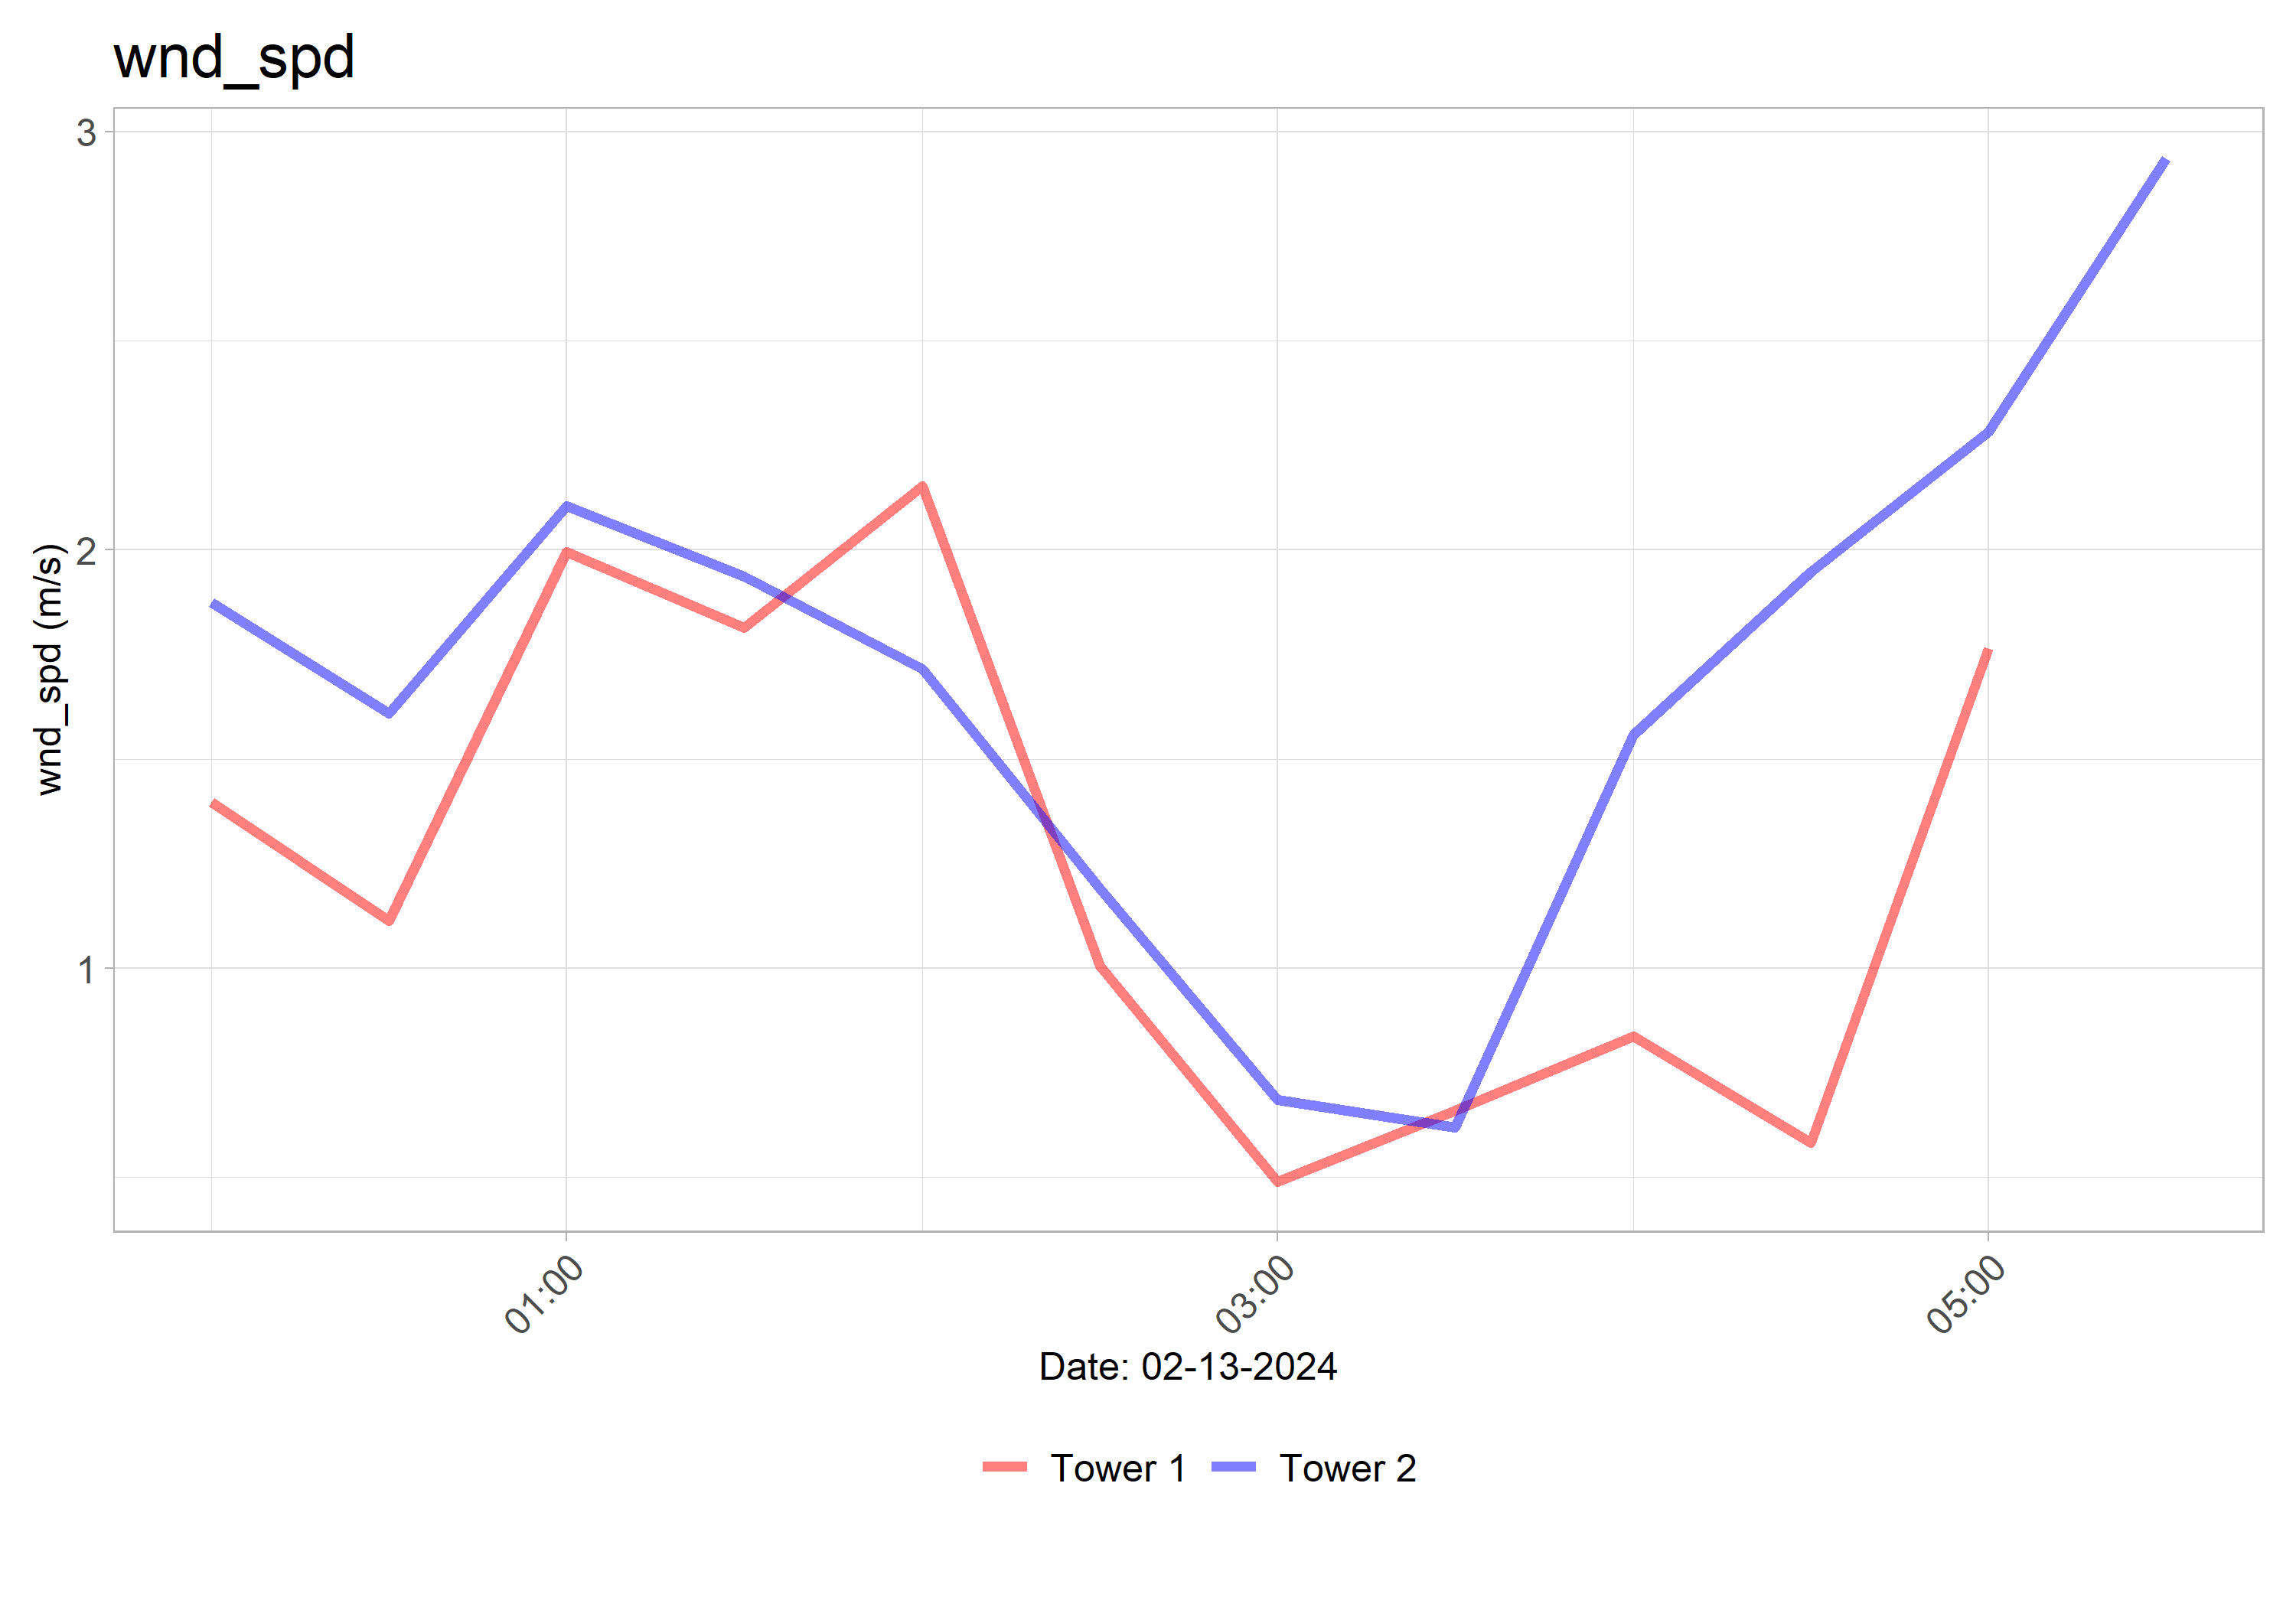 wnd_spd
3
2
1
wnd_spd (m/s)
01:00
03:00
05:00
Date: 02-13-2024
Tower 1
Tower 2